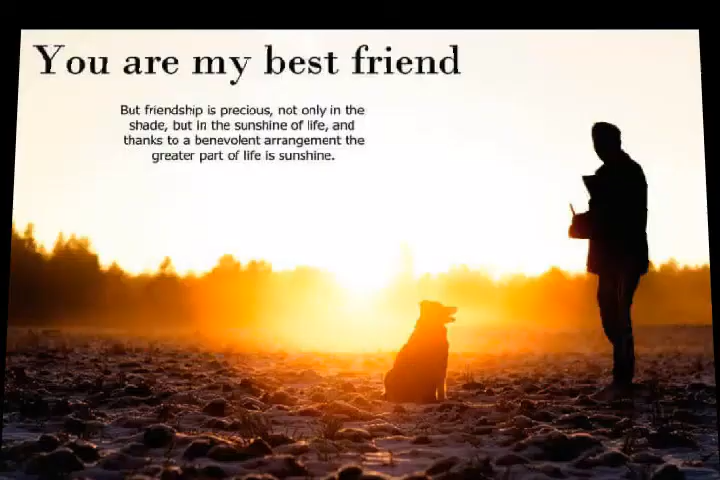 You are my best friend
But friendship is precious, not only in the
shade, but in the sunshine of life, and
thanks to a benevolent arrangement the
greater part of life is sunshine.